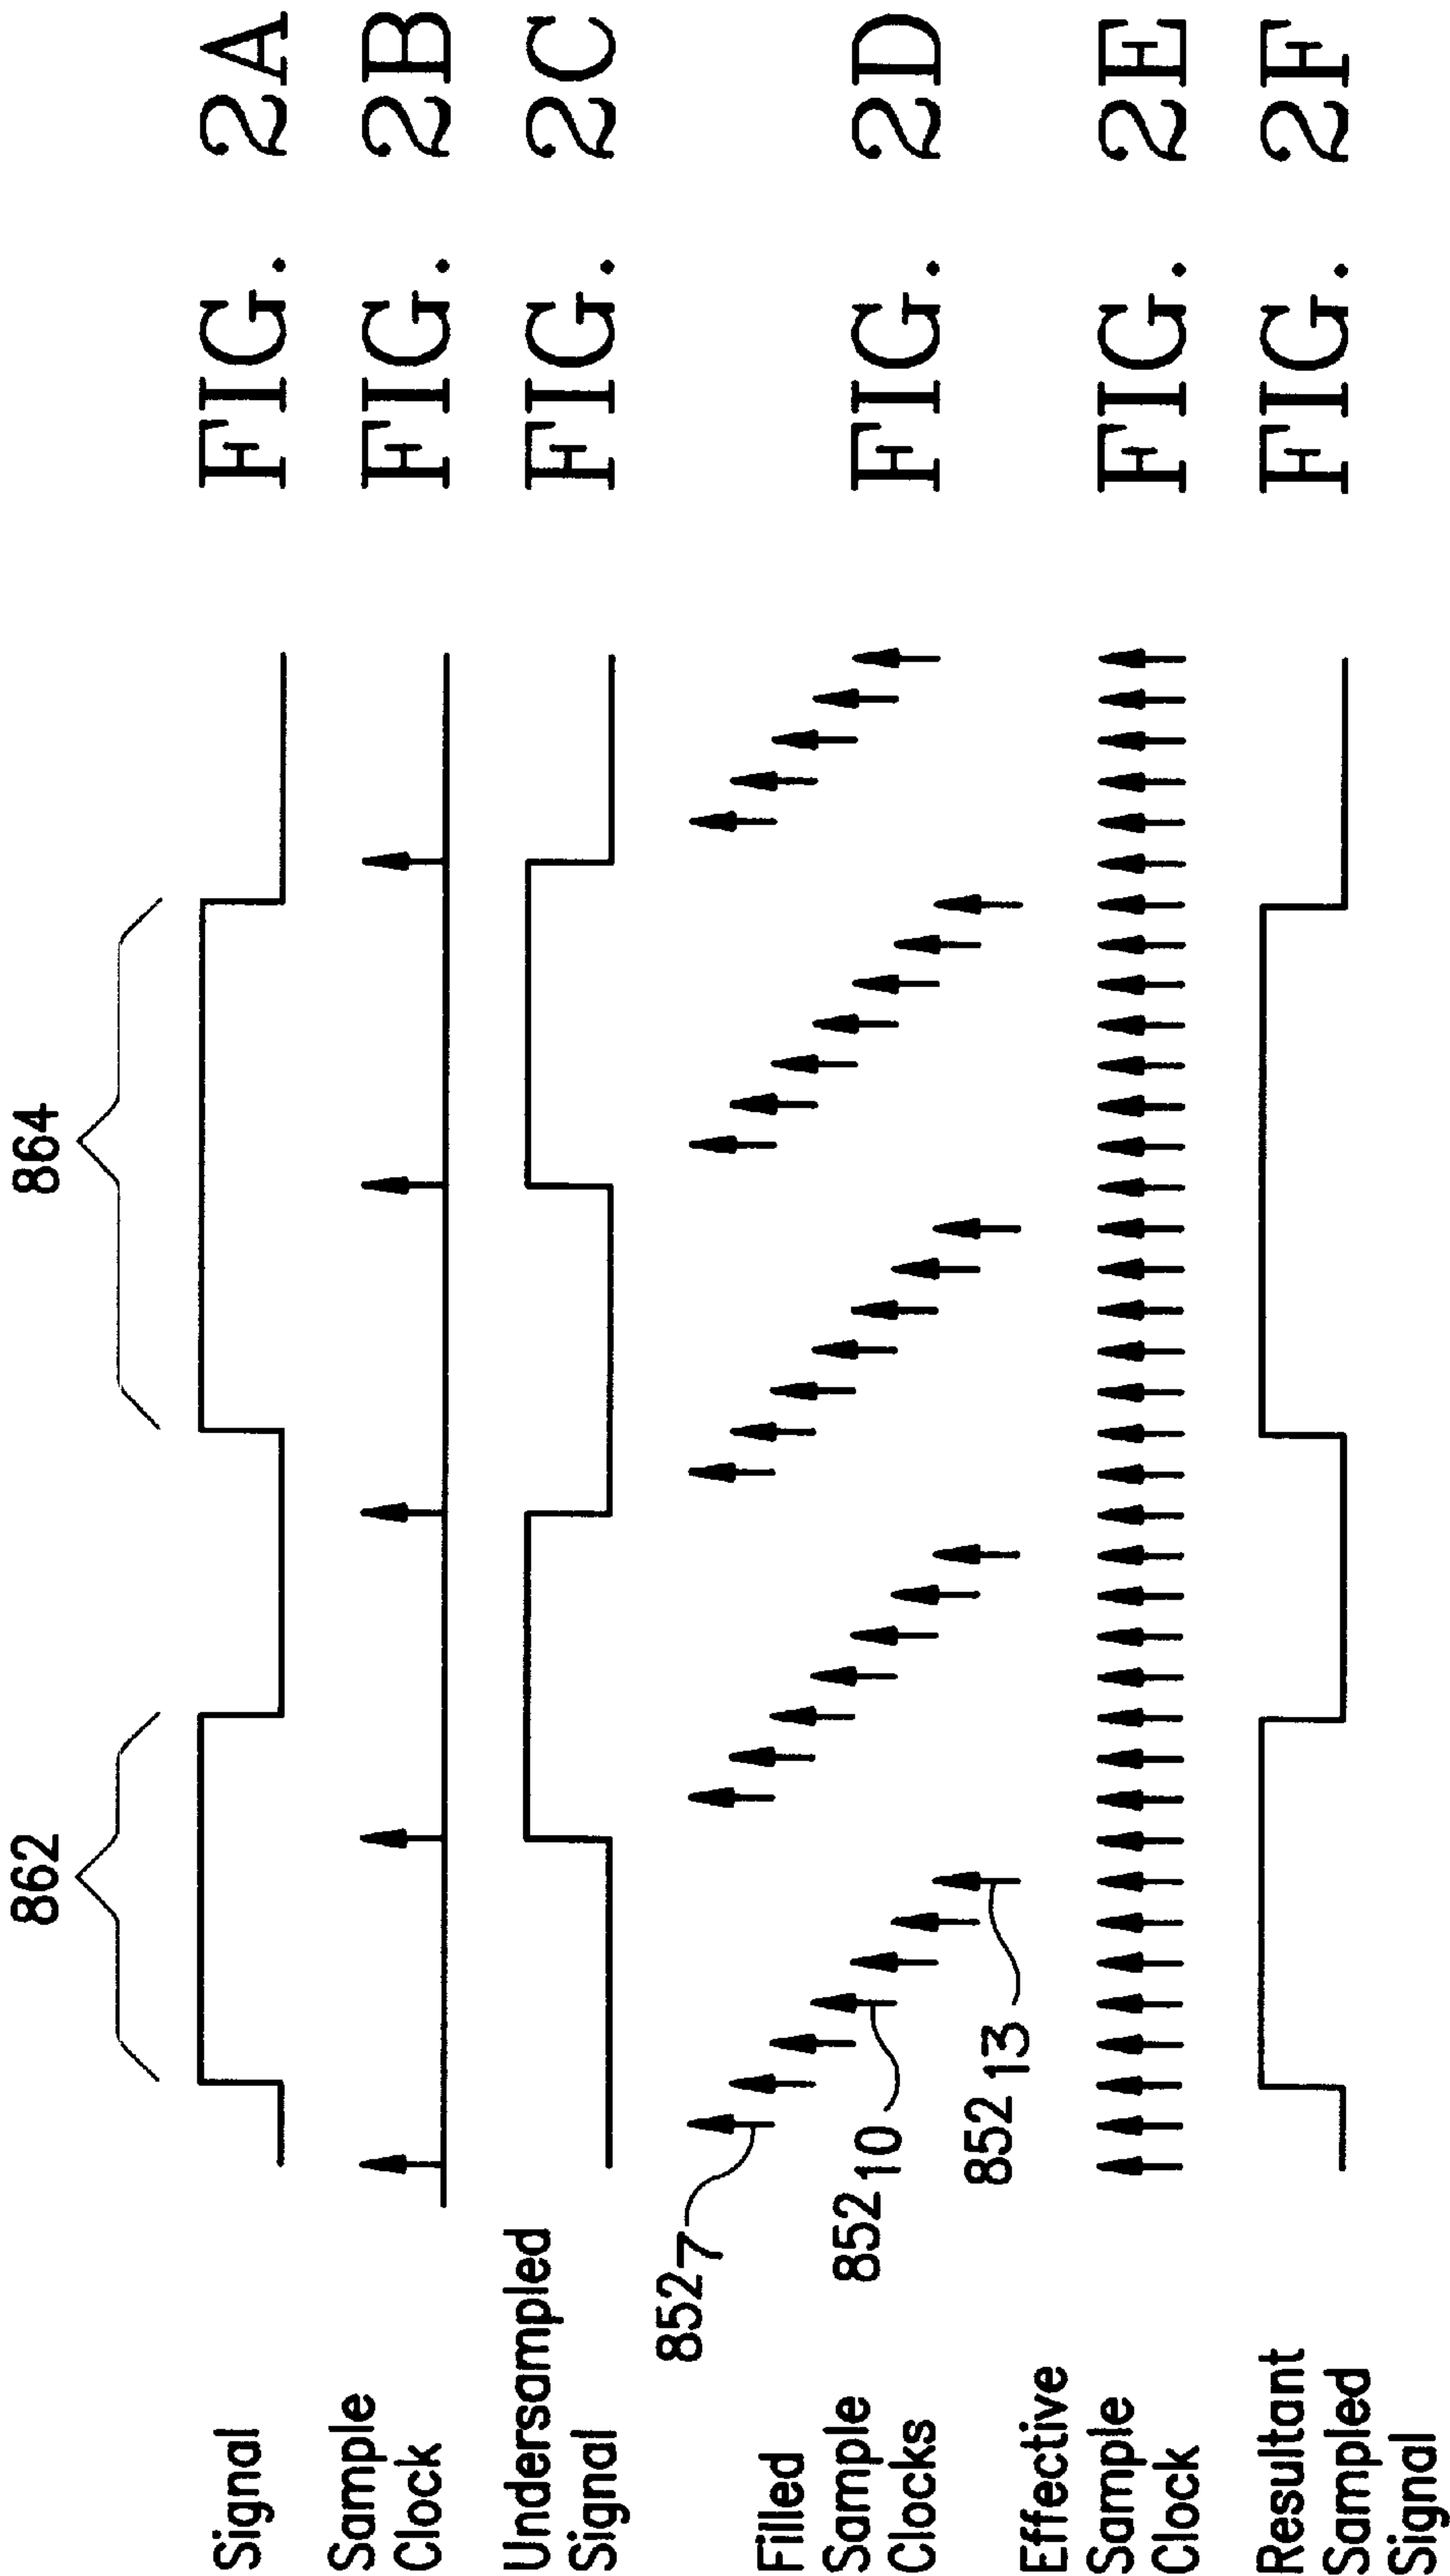 862
864
Signal
FIG. 2A
Sample
Clock
FIG. 2B
Undersampled
Signal
FIG. 2C
852 7
852 10
852 13
Filled
Sample
Clocks
FIG. 2D
Effective
Sample
Clock
FIG. 2E
Resultant
Sampled
Signal
FIG. 2F